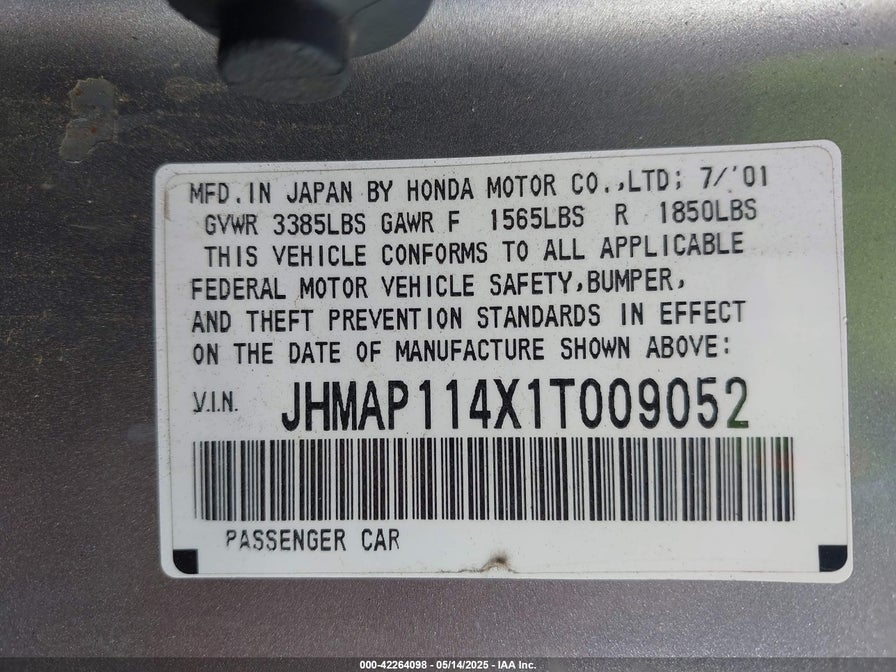 MFD.IN JAPAN BY HONDA MOTOR CO.,LTD; 7/'01
GVWR 3385LBS GAWR F 1565LBS R 1850LBS
THIS VEHICLE CONFORMS TO ALL APPLICABLE
FEDERAL MOTOR VEHICLE SAFETY,BUMPER,
AND THEFT PREVENTION STANDARDS IN EFFECT
ON THE DATE OF MANUFACTURE SHOWN ABOVE:
V.I.N. JHMAP114X1T009052
PASSENGER CAR
000-42264098 - 05/14/2025 - IAA Inc.